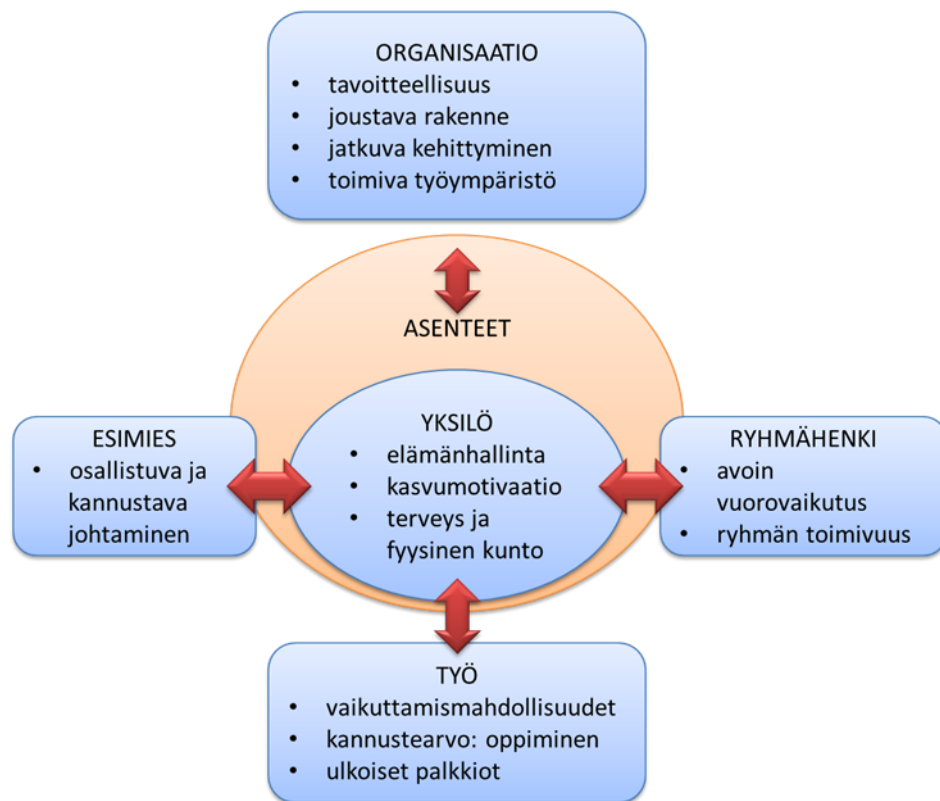 ORGANISAATIO
• tavoitteellisuus
• joustava rakenne
• jatkuva kehittyminen
• toimiva työympäristö
ASENTEET
ESIMIES
• osallistuva ja
kannustava
johtaminen
YKSILÖ
• elämänhallinta
• kasvumotivaatio
• terveys ja
fyysinen kunto
RYHMÄHENKI
• avoin
vuorovaikutus
• ryhmän toimivuus
TYÖ
• vaikuttamismahdollisuudet
• kannustearvo: oppiminen
• ulkoiset palkkiot